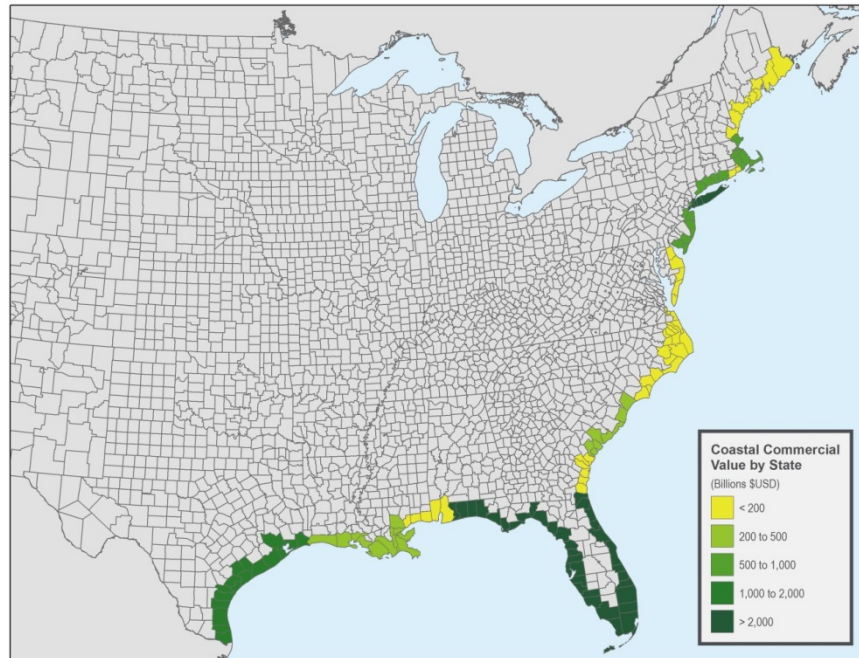 Coastal Commercial
Value by State
(Billions $USD)
< 200
200 to 500
500 to 1,000
1,000 to 2,000
> 2,000